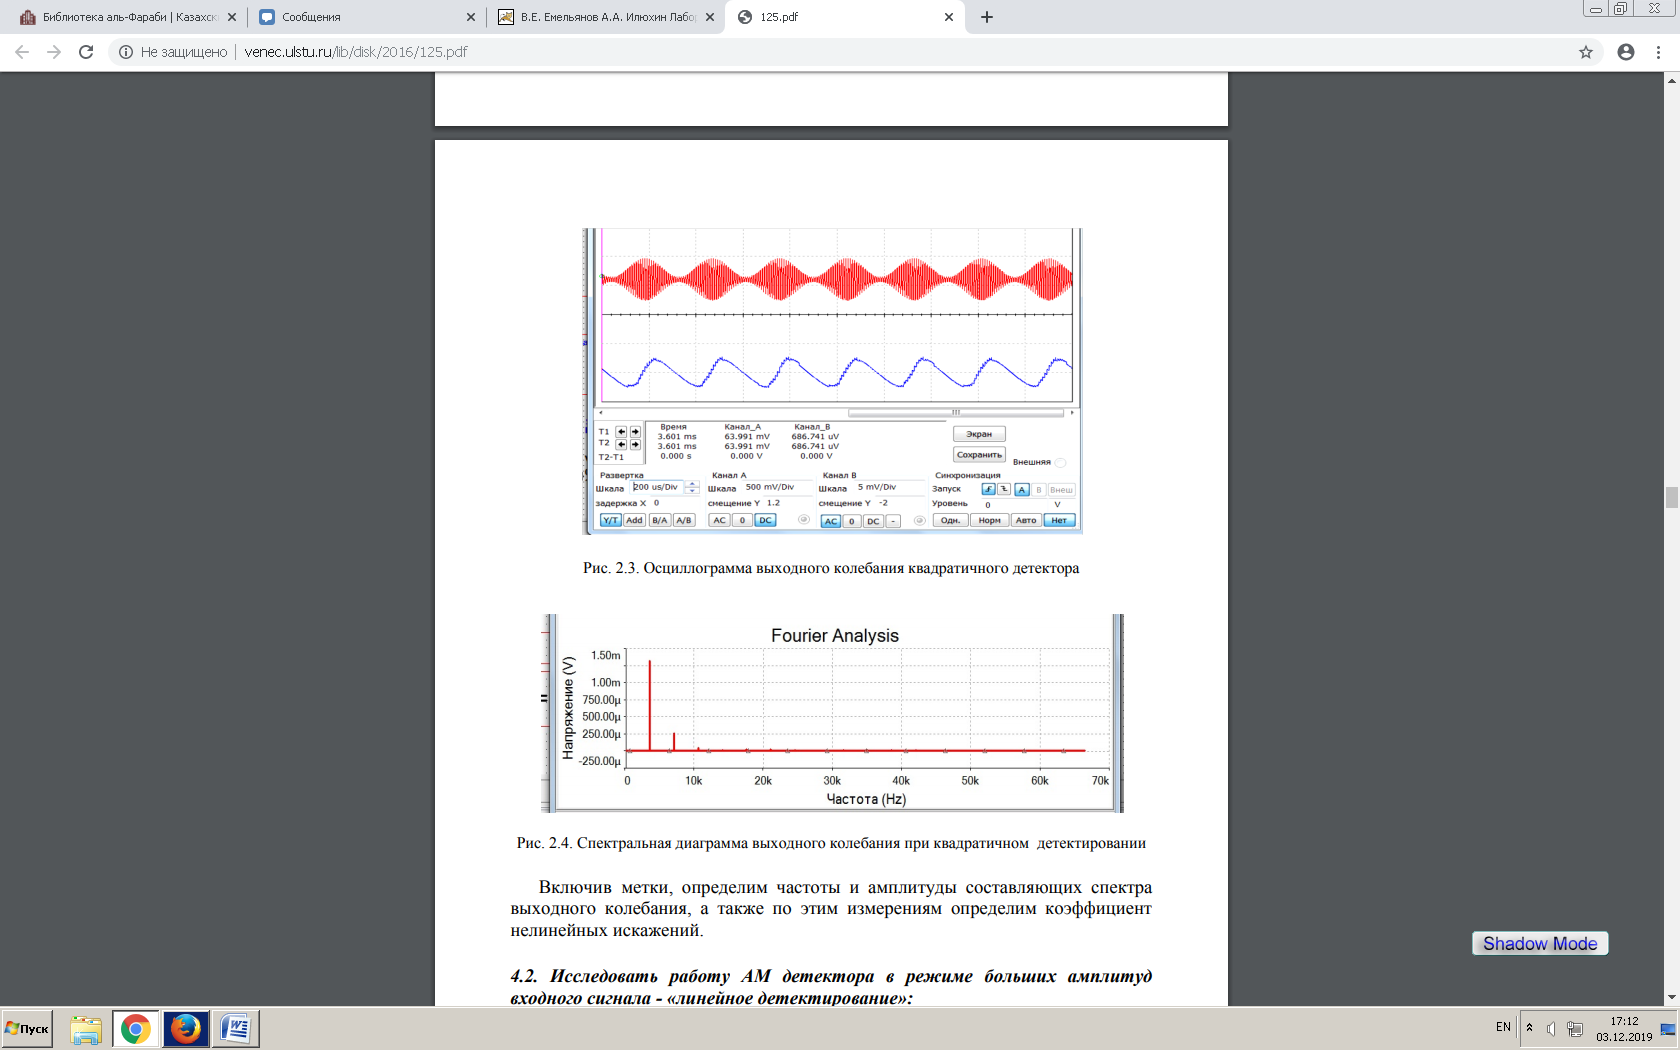 Библиотека аль-Фараби | Казахск
Сообщения
В.Е. Емельянов А.А. Илюхин Лабор
125.pdf
Не защищено
venec.ulstu.ru/lib/disk/2016/125.pdf
T1
T2
T2-T1
Время Канал_A Канал_B
3.601 ms 63.991 mV 686.741 uV
3.601 ms 63.991 mV 686.741 uV
0.000 s 0.000 V 0.000 V
Экран
Сохранить
Внешняя
Развертка Канал A Канал B Синхронизация
Шкала 200 us/Div Шкала 500 mV/Div Шкала 5 mV/Div Запуск A B Внеш
задержка X 0 смещение Y 1.2 смещение Y -2 Уровень 0 V
Y/T Add B/A A/B AC 0 DC AC 0 DC - Одн. Норм Авто Нет
Рис. 2.3. Осциллограмма выходного колебания квадратичного детектора
Fourier Analysis
Напряжение (V)
1.50m
1.00m
750.00µ
500.00µ
250.00µ
-250.00µ
0 10k 20k 30k 40k 50k 60k 70k
Частота (Hz)
Рис. 2.4. Спектральная диаграмма выходного колебания при квадратичном детектировании
Включив метки, определим частоты и амплитуды составляющих спектра
выходного колебания, а также по этим измерениям определим коэффициент
нелинейных искажений.
Shadow Mode
4.2. Исследовать работу АМ детектора в режиме больших амплитуд
входного сигнала - «линейное детектирование»:
Пуск
EN
17:12
03.12.2019